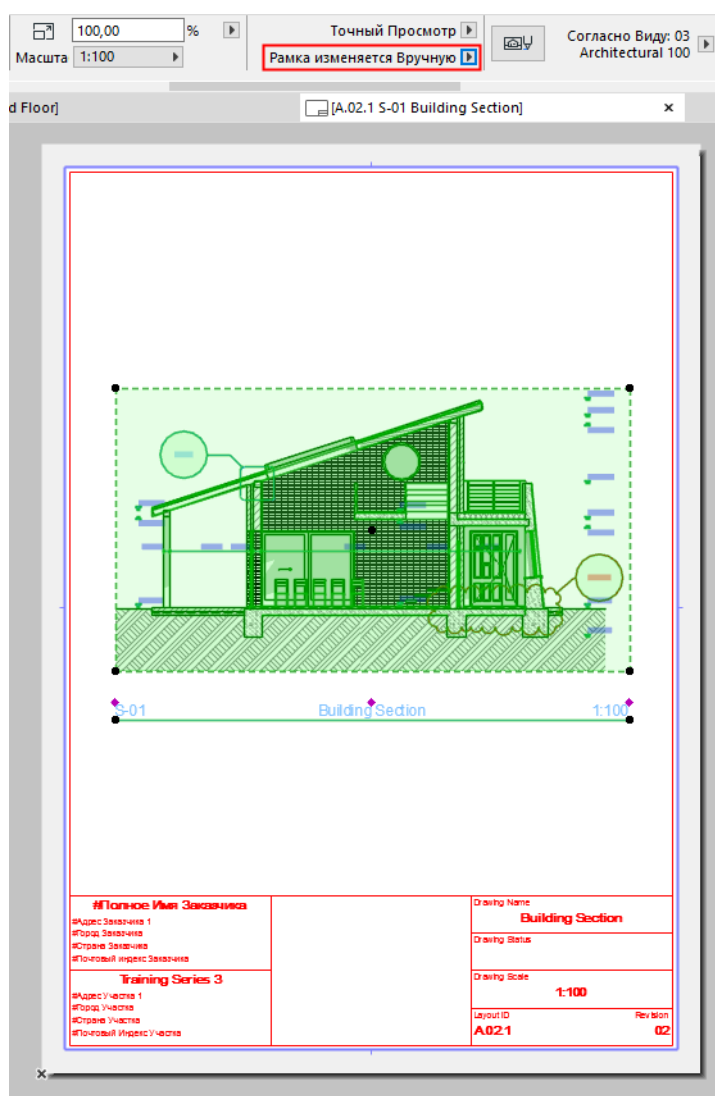 100,00 %
Точный Просмотр
Согласно Виду: 03
Architectural 100
Масшта 1:100
Рамка изменяется Вручную
d Floor]
[A.02.1 S-01 Building Section]
S-01 Building Section 1:100
#Полное Имя Заказчика
#Адрес Заказчика 1
#Город Заказчика
#Страна Заказчика
#Почтовый индекс Заказчика
Training Series 3
#Адрес Участка 1
#Город Участка
#Страна Участка
#Почтовый Индекс Участка
Drawing Name
Building Section
Drawing Status
Drawing Scale
1:100
Layout ID Revision
A.02.1 02